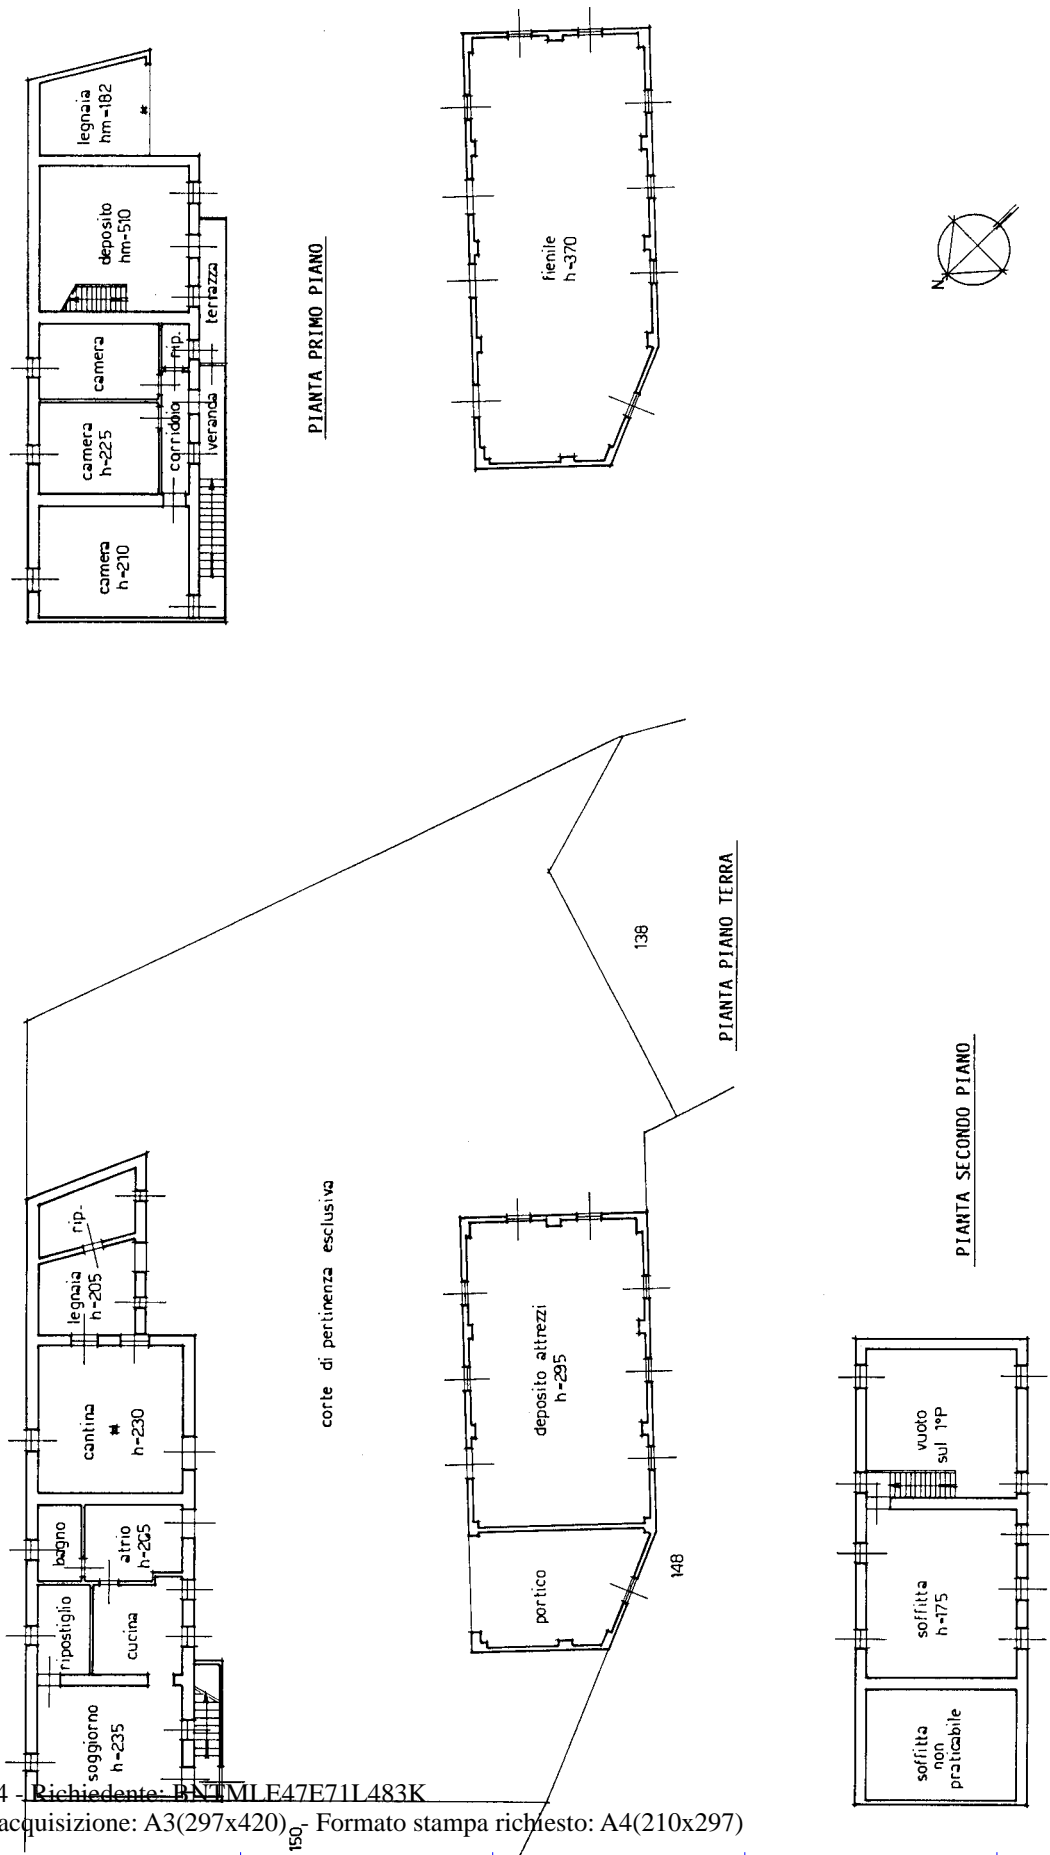 legnaia
hm=182
*
deposito
hm=510
terrazza
rip.
camera
camera
h=225
corridoio
veranda
camera
h=210
PIANTA PRIMO PIANO
fienile
h=370
N
138
PIANTA PIANO TERRA
rip.
legnaia
h=205
cantina
*
h=230
bagno
atrio
h=205
ripostiglio
cucina
soggiorno
h=235
corte di pertinenza esclusiva
deposito attrezzi
h=295
portico
148
150
PIANTA SECONDO PIANO
vuoto
sul 1°P
soffitta
h=175
soffitta
non
praticabile
4 - Richiedente: BNTMLE47E71L483K
acquisizione: A3(297x420) - Formato stampa richiesto: A4(210x297)